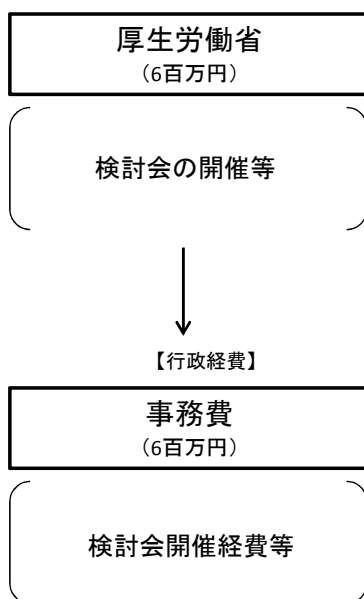 厚生労働省
（6百万円）
検討会の開催等
【行政経費】
事務費
（6百万円）
検討会開催経費等